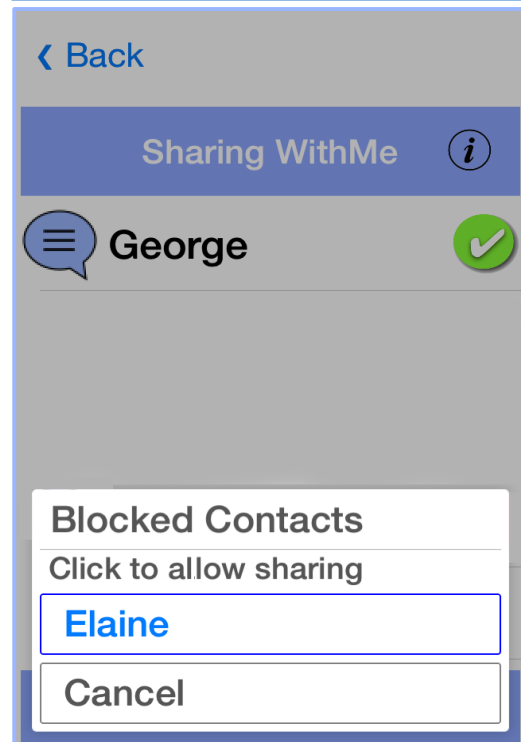 Back
Sharing WithMe i
George
Blocked Contacts
Click to allow sharing
Elaine
Cancel